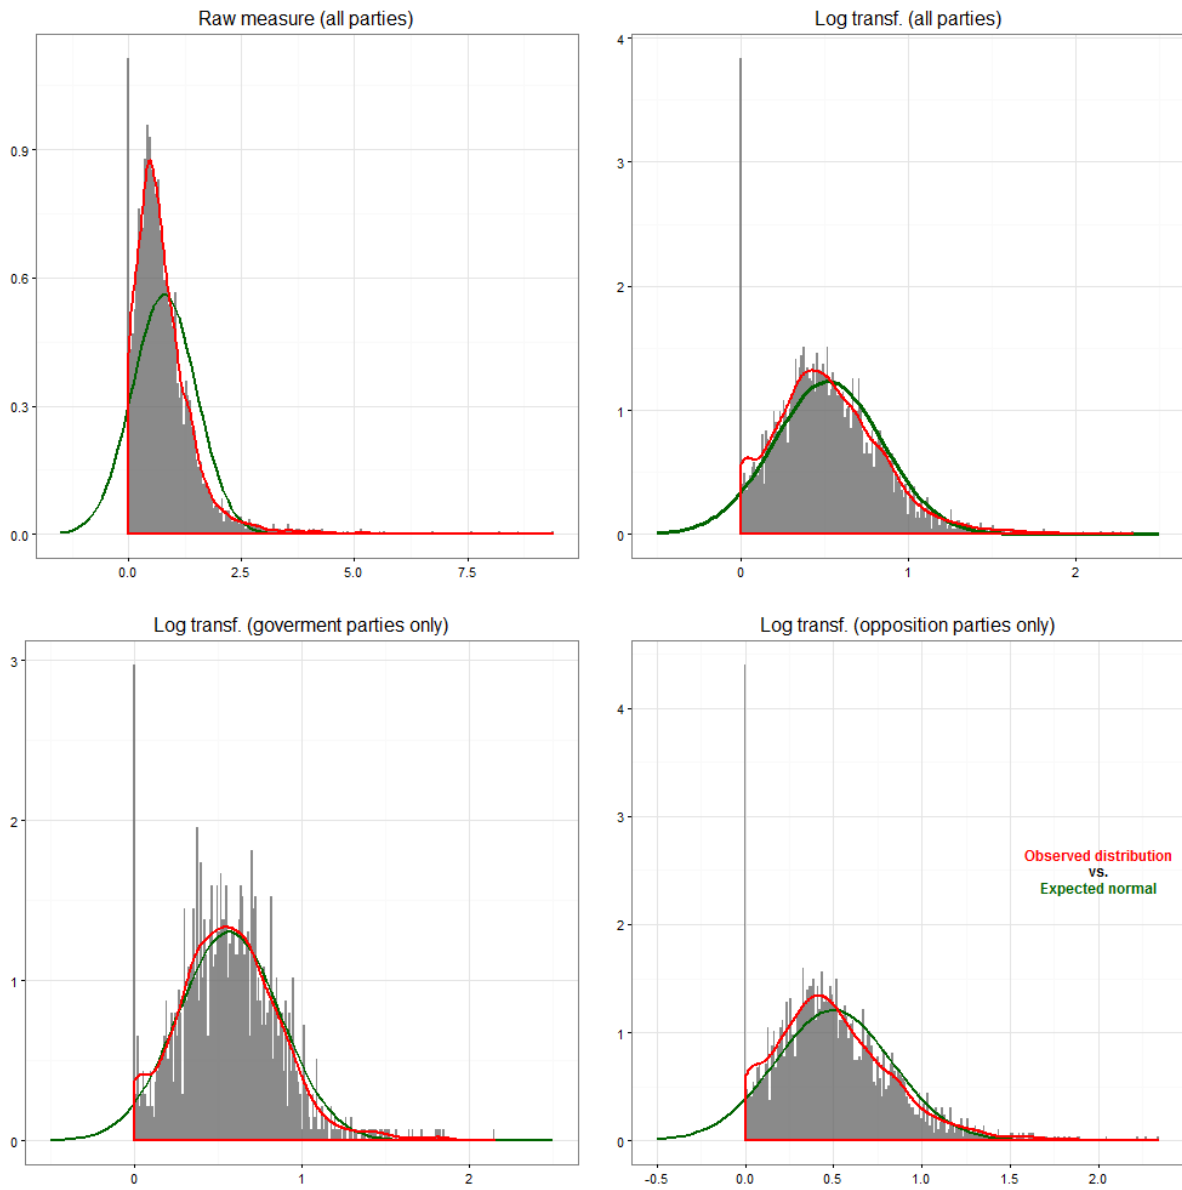 Raw measure (all parties)
0.9
0.6
0.3
0.0
0.0 2.5 5.0 7.5
Log transf. (all parties)
4
3
2
1
0
0 1 2
Log transf. (goverment parties only)
3
2
1
0
0 1 2
Log transf. (opposition parties only)
4
3
2
1
0
-0.5 0.0 0.5 1.0 1.5 2.0
Observed distribution
vs.
Expected normal